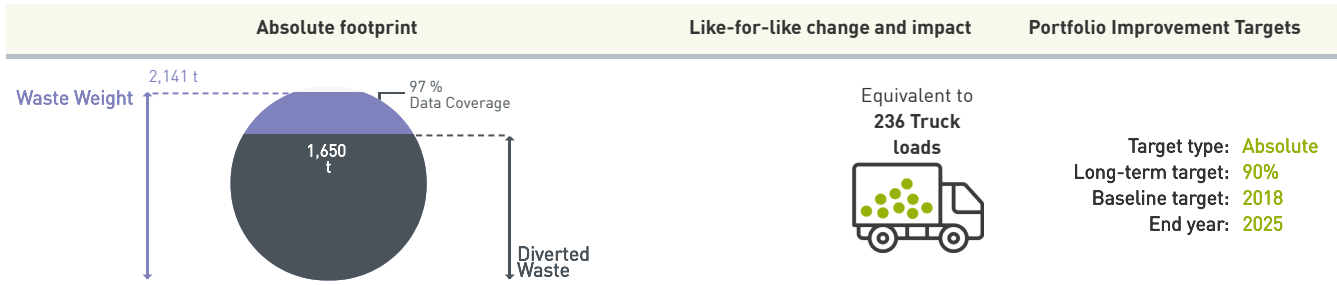 Absolute footprint
Like-for-like change and impact
Portfolio Improvement Targets
2,141 t
Waste Weight
97 %
Data Coverage
1,650
t
Diverted
Waste
Equivalent to
236 Truck
loads
Target type: Absolute
Long-term target: 90%
Baseline target: 2018
End year: 2025